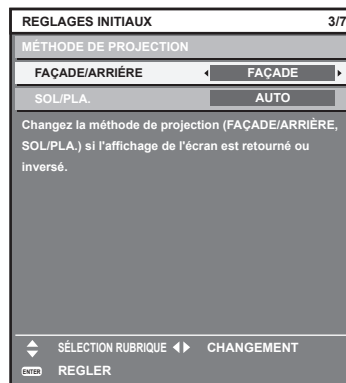 REGLAGES INITIAUX 3/7
MÉTHODE DE PROJECTION
FAÇADE/ARRIÉRE FAÇADE
SOL/PLA. AUTO
Changez la méthode de projection (FAÇADE/ARRIÈRE,
SOL/PLA.) si l'affichage de l'écran est retourné ou
inversé.
SÉLECTION RUBRIQUE CHANGEMENT
ENTER REGLER